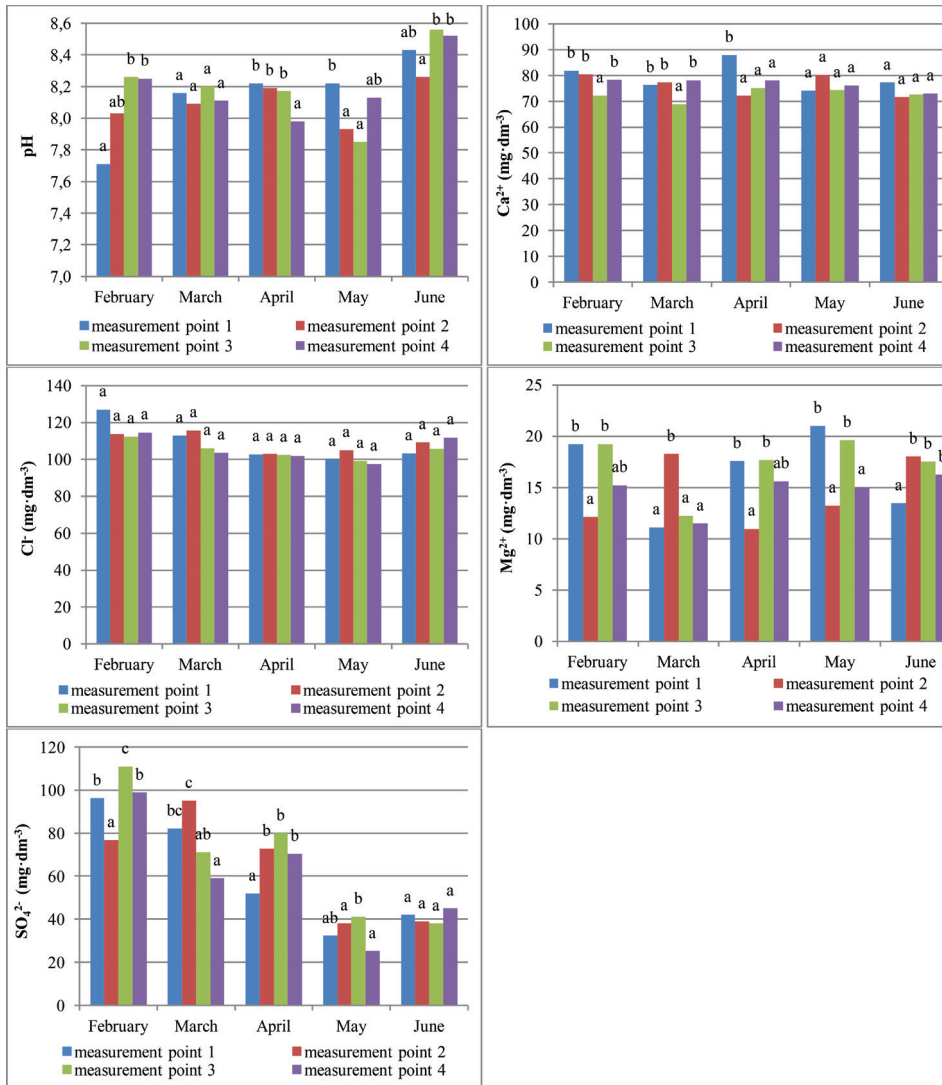 8,6
8,4
8,2
8,0
7,8
7,6
7,4
7,2
7,0
pH
a ab b b
a a a a
b b b a
b a a ab
ab a b b
February March April May June
measurement point 1 measurement point 2
measurement point 3 measurement point 4
100
90
80
70
60
50
40
30
20
10
0
Ca²⁺ (mg·dm⁻³)
b b a b
b b a b
b a a a
a a a a
a a a a
February March April May June
measurement point 1 measurement point 2
measurement point 3 measurement point 4
140
120
100
80
60
40
20
0
Cl⁻ (mg·dm⁻³)
a a a a
a a a a
a a a a
a a a a
a a a a
February March April May June
measurement point 1 measurement point 2
measurement point 3 measurement point 4
25
20
15
10
5
0
Mg²⁺ (mg·dm⁻³)
b a b ab
a b a a
b a b ab
b a b a
a b b b
February March April May June
measurement point 1 measurement point 2
measurement point 3 measurement point 4
120
100
80
60
40
20
0
SO₄²⁻ (mg·dm⁻³)
b a c b
bc c ab a
a b b b
ab a b a
a a a a
February March April May June
measurement point 1 measurement point 2
measurement point 3 measurement point 4